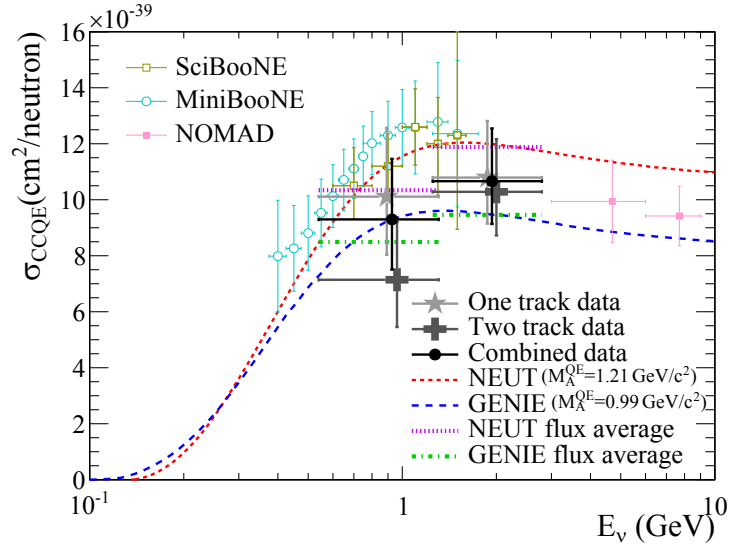 ×10⁻³⁹
16
14
12
10
8
6
4
2
0
σCCQE(cm²/neutron)
SciBooNE
MiniBooNE
NOMAD
One track data
Two track data
Combined data
NEUT (M_A^QE=1.21 GeV/c²)
GENIE (M_A^QE=0.99 GeV/c²)
NEUT flux average
GENIE flux average
10⁻¹
1
10
Eν (GeV)